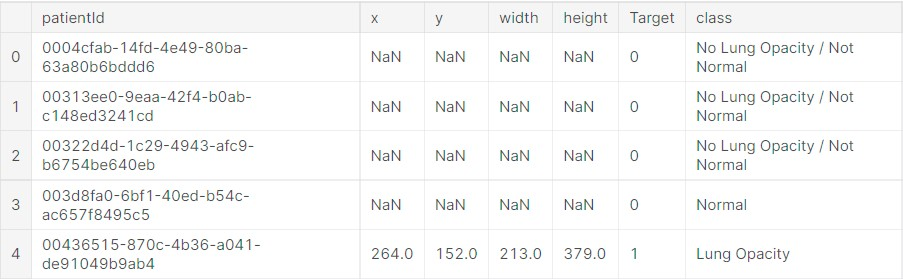 patientId x y width height Target class
0 0004cfab-14fd-4e49-80ba-63a80b6bddd6 NaN NaN NaN NaN 0 No Lung Opacity / Not Normal
1 00313ee0-9eaa-42f4-b0ab-c148ed3241cd NaN NaN NaN NaN 0 No Lung Opacity / Not Normal
2 00322d4d-1c29-4943-afc9-b6754be640eb NaN NaN NaN NaN 0 No Lung Opacity / Not Normal
3 003d8fa0-6bf1-40ed-b54c-ac657f8495c5 NaN NaN NaN NaN 0 Normal
4 00436515-870c-4b36-a041-de91049b9ab4 264.0 152.0 213.0 379.0 1 Lung Opacity